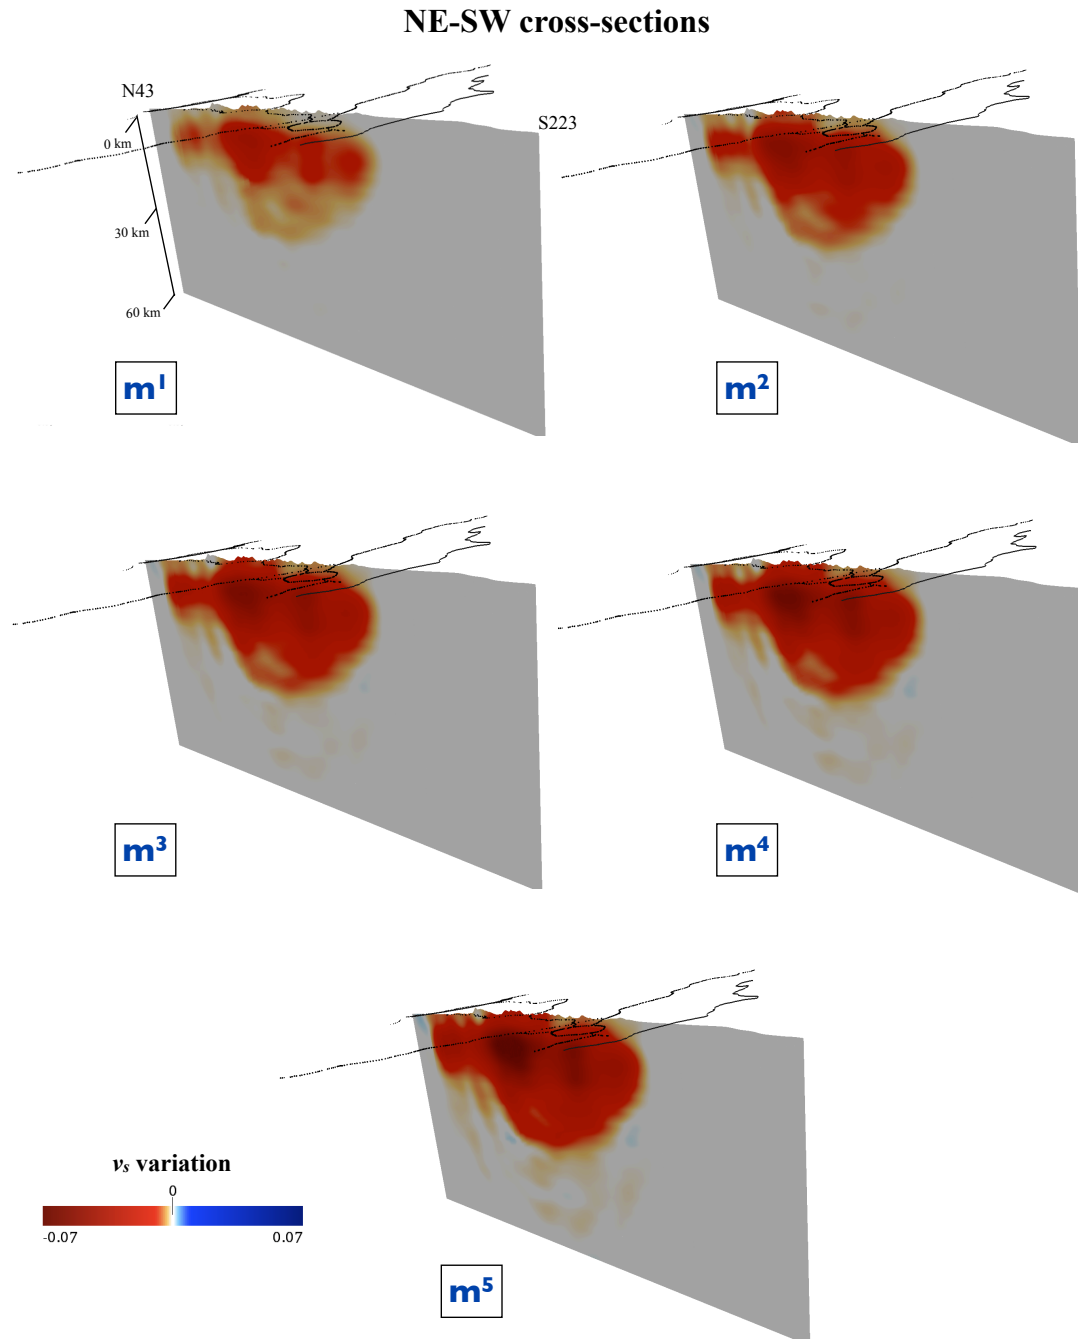 NE-SW cross-sections
N43
S223
0 km
30 km
60 km
m¹
m²
m³
m⁴
vₛ variation
0
-0.07 0.07
m⁵